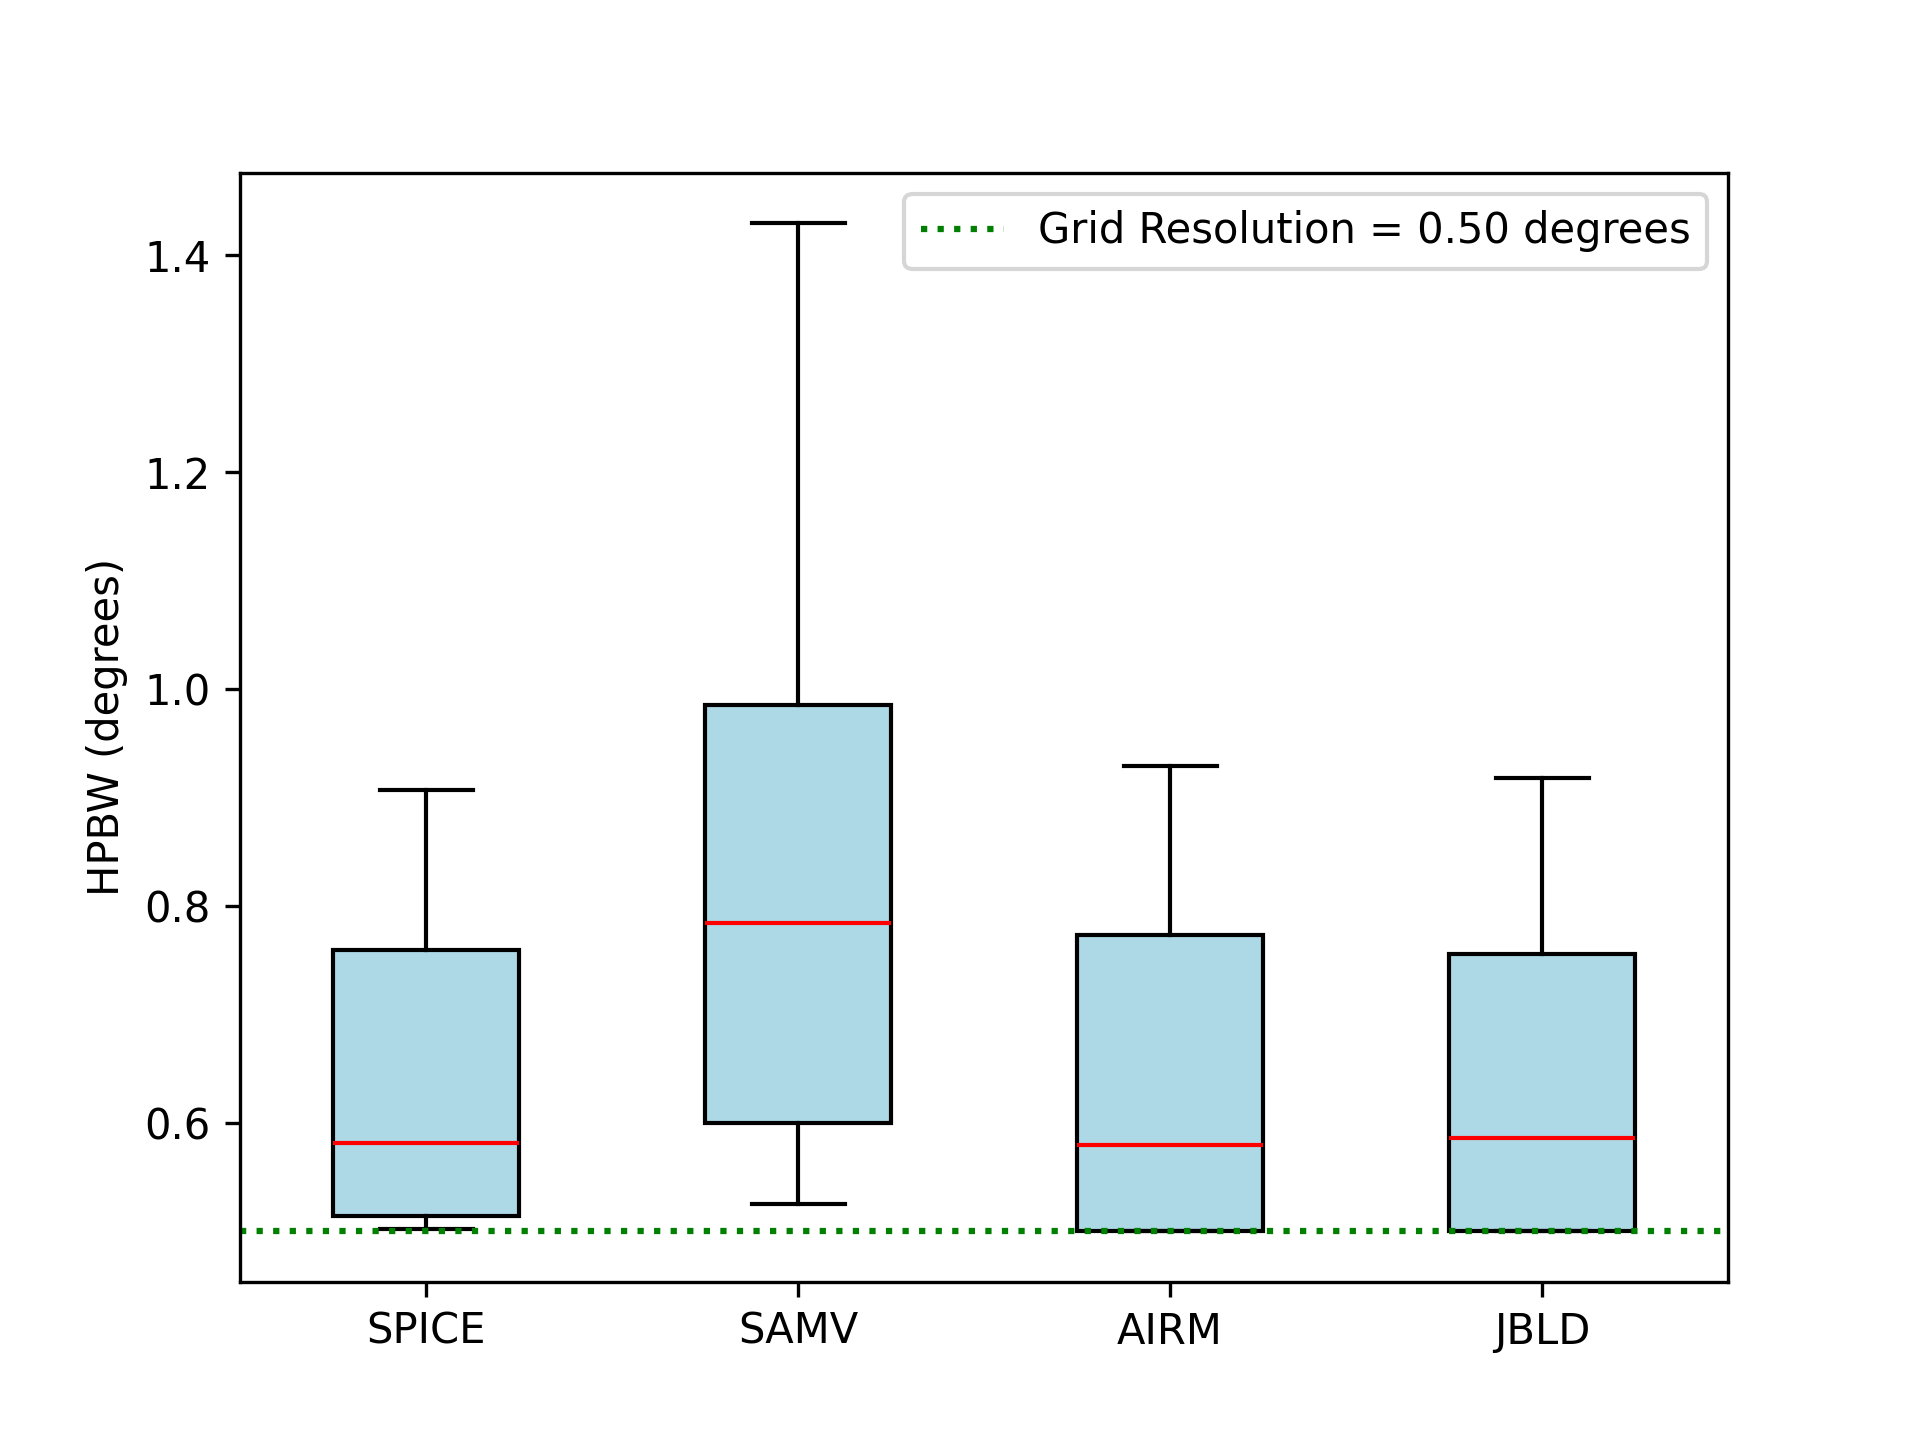 Grid Resolution = 0.50 degrees
1.4
1.2
1.0
0.8
0.6
HPBW (degrees)
SPICE
SAMV
AIRM
JBLD